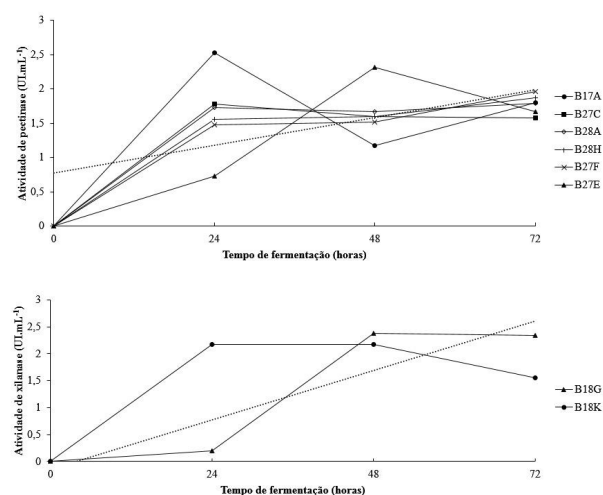 Atividade de pectinase (UI.mL-¹)
3
2,5
2
1,5
1
0,5
0
0
24
48
72
Tempo de fermentação (horas)
B17A
B27C
B28A
B28H
B27F
B27E
Atividade de xilanase (UI.mL-¹)
3
2,5
2
1,5
1
0,5
0
0
24
48
72
Tempo de fermentação (horas)
B18G
B18K